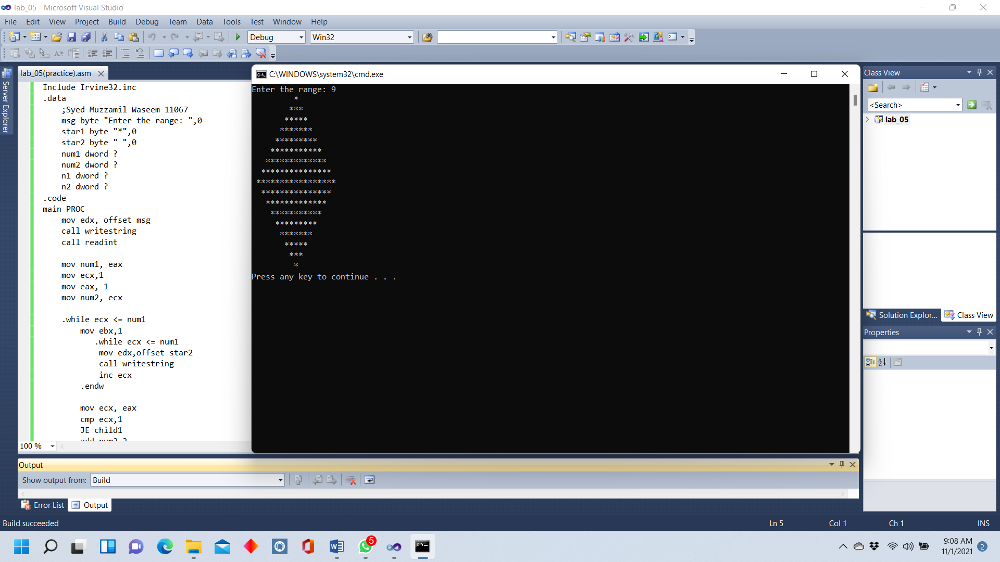 lab_05 - Microsoft Visual Studio
File Edit View Project Build Debug Team Data Tools Test Window Help
Debug Win32
Server Explorer
lab_05(practice).asm
Include Irvine32.inc
.data
;Syed Muzzamil Waseem 11067
msg byte "Enter the range: ",0
star1 byte "*",0
star2 byte " ",0
num1 dword ?
num2 dword ?
n1 dword ?
n2 dword ?
.code
main PROC
mov edx, offset msg
call writestring
call readint
mov num1, eax
mov ecx,1
mov eax, 1
mov num2, ecx
.while ecx <= num1
mov ebx,1
.while ecx <= num1
mov edx,offset star2
call writestring
inc ecx
.endw
mov ecx, eax
cmp ecx,1
JE child1
100 %
C:\WINDOWS\system32\cmd.exe
Enter the range: 9
*
***
*****
*******
*********
***********
*************
***************
*****************
***************
*************
***********
*********
*******
*****
***
*
Press any key to continue . . .
Class View
<Search>
lab_05
Solution Explor... Class View
Properties
Output
Show output from: Build
Error List Output
Build succeeded
Ln 5 Col 1 Ch 1 INS
5
9:08 AM
11/1/2021
2